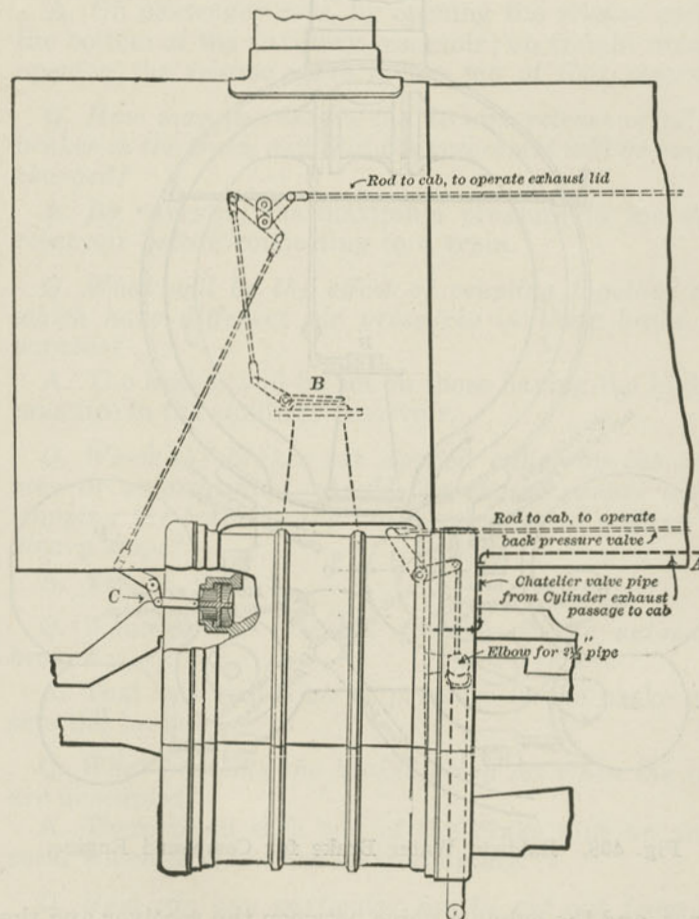 Rod to cab, to operate exhaust lid
B
Rod to cab, to operate
back pressure valve
A
C
Chatelier valve pipe
from Cylinder exhaust
passage to cab
Elbow for 2½" pipe